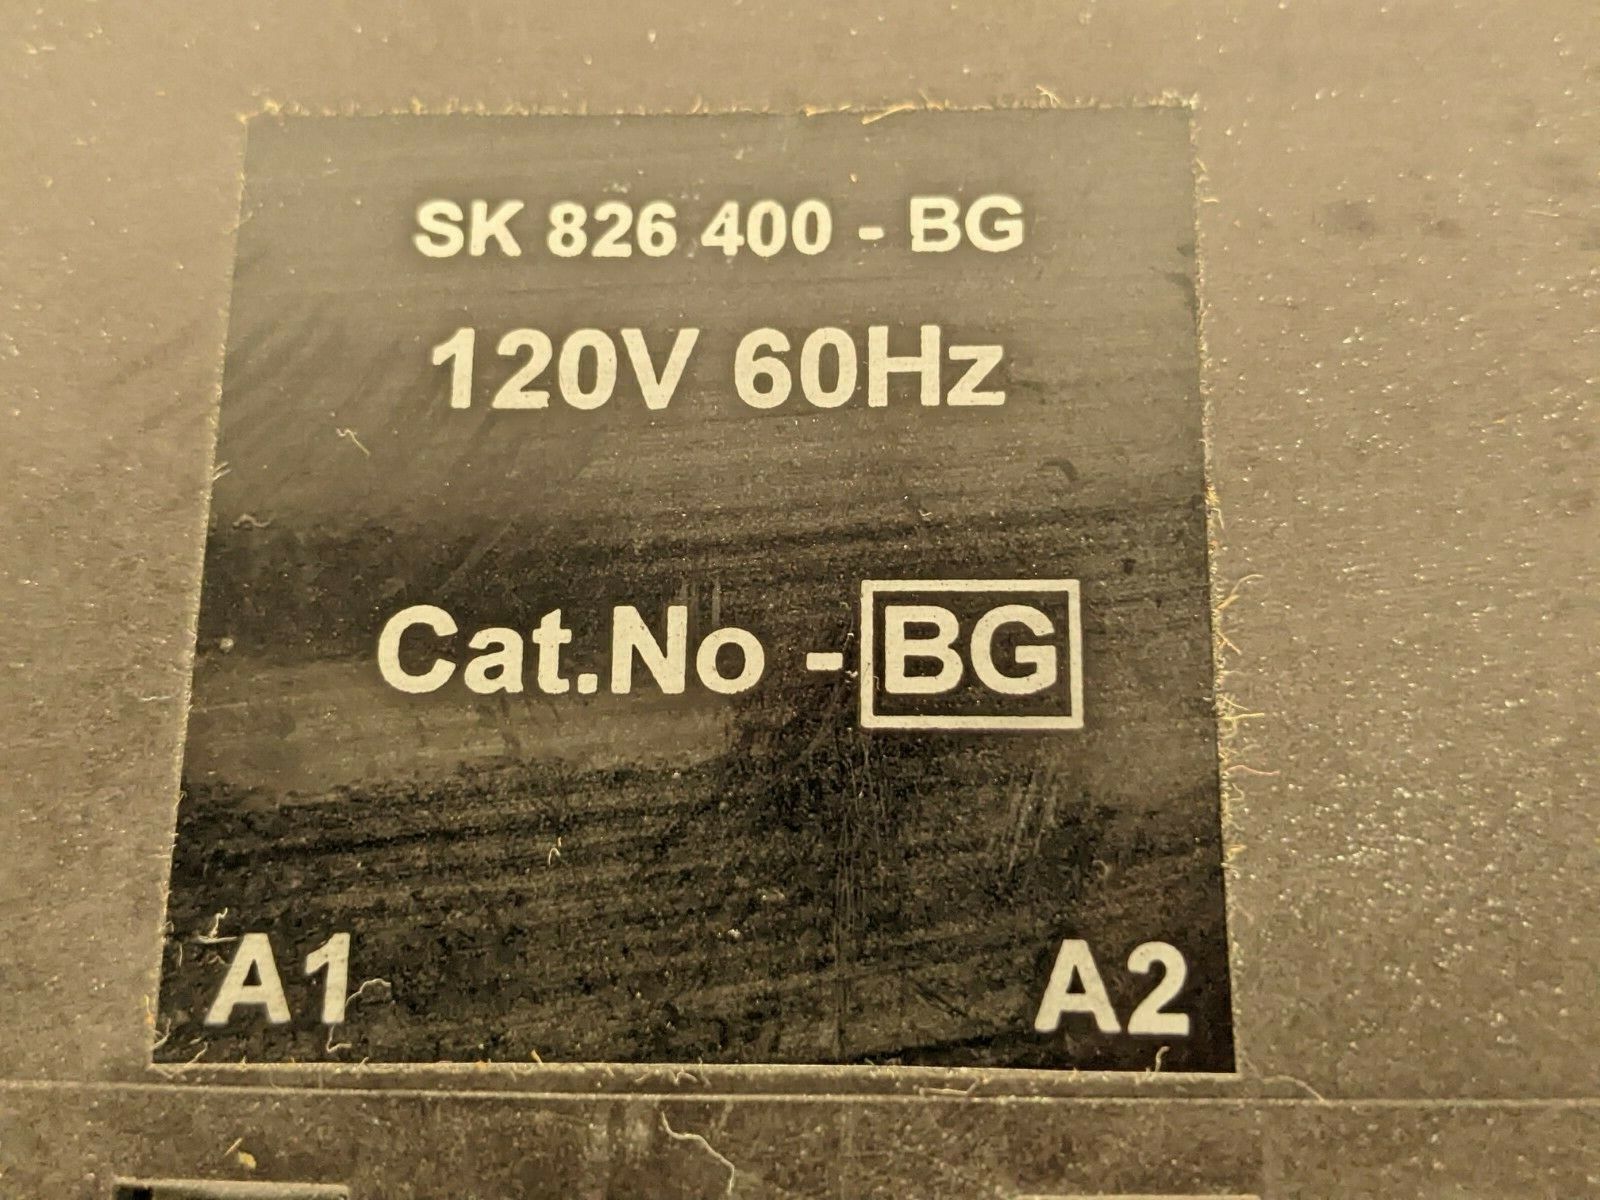 SK 826 400 - BG
120V 60Hz
Cat.No - BG
A1 A2